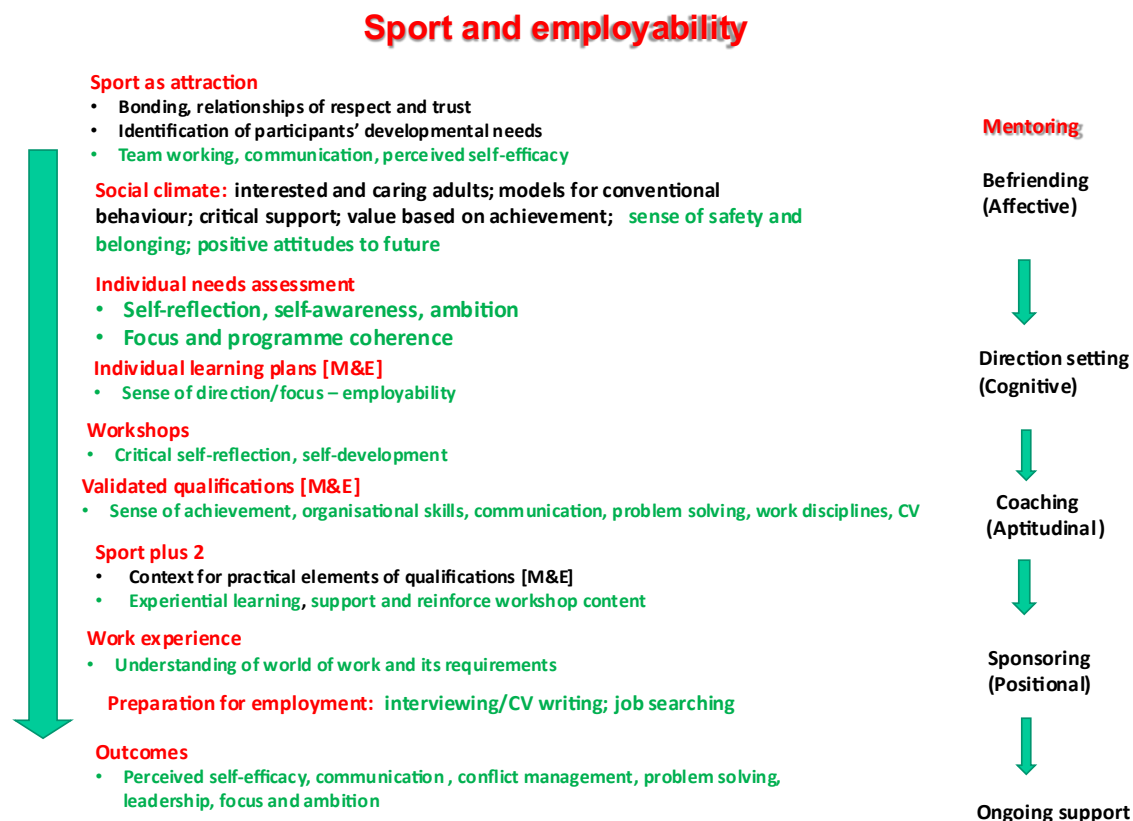 Sport and employability
Sport as attraction
• Bonding, relationships of respect and trust
• Identification of participants' developmental needs
• Team working, communication, perceived self-efficacy
Social climate: interested and caring adults; models for conventional
behaviour; critical support; value based on achievement; sense of safety and
belonging; positive attitudes to future
Individual needs assessment
• Self-reflection, self-awareness, ambition
• Focus and programme coherence
Individual learning plans [M&E]
• Sense of direction/focus – employability
Workshops
• Critical self-reflection, self-development
Validated qualifications [M&E]
• Sense of achievement, organisational skills, communication, problem solving, work disciplines, CV
Sport plus 2
• Context for practical elements of qualifications [M&E]
• Experiential learning, support and reinforce workshop content
Work experience
• Understanding of world of work and its requirements
Preparation for employment: interviewing/CV writing; job searching
Outcomes
• Perceived self-efficacy, communication , conflict management, problem solving,
leadership, focus and ambition
Mentoring
Befriending
(Affective)
Direction setting
(Cognitive)
Coaching
(Aptitudinal)
Sponsoring
(Positional)
Ongoing support